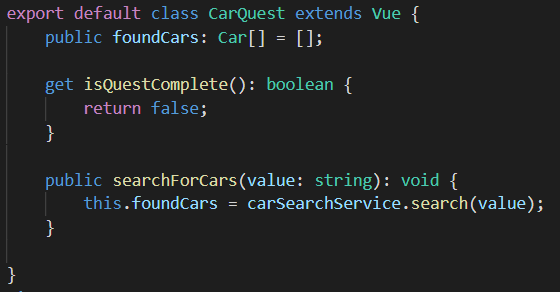 export default class CarQuest extends Vue {
    public foundCars: Car[] = [];
    get isQuestComplete(): boolean {
        return false;
    }
    public searchForCars(value: string): void {
        this.foundCars = carSearchService.search(value);
    }
}